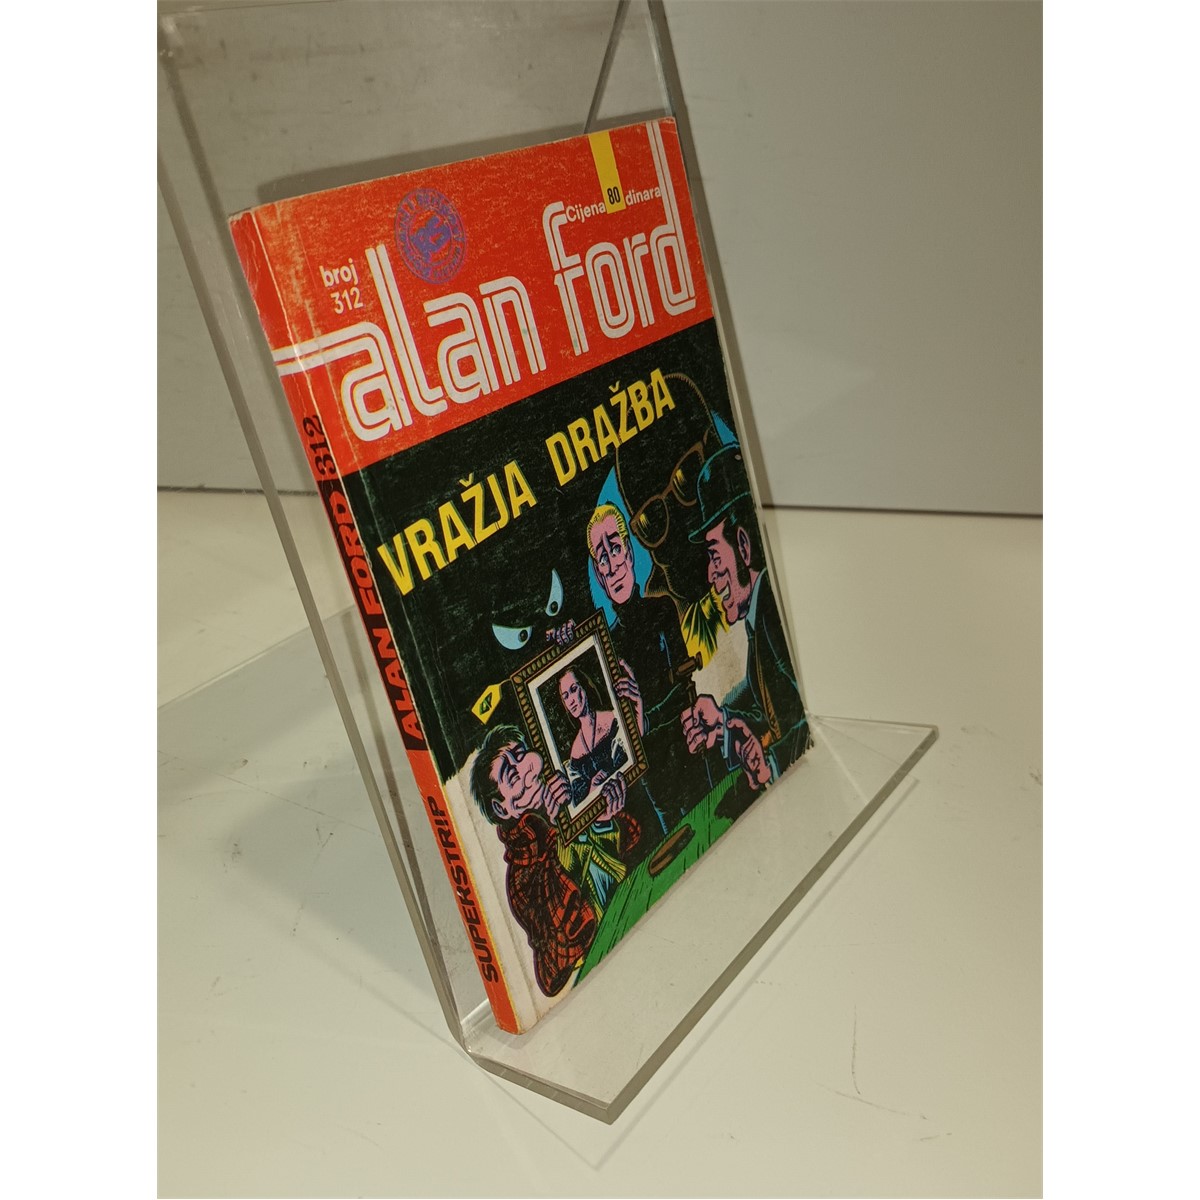 Cijena 80 dinara
broj
312
alan ford
VRAŽJA DRAŽBA
ALAN FORD 312
SUPERSTRIP